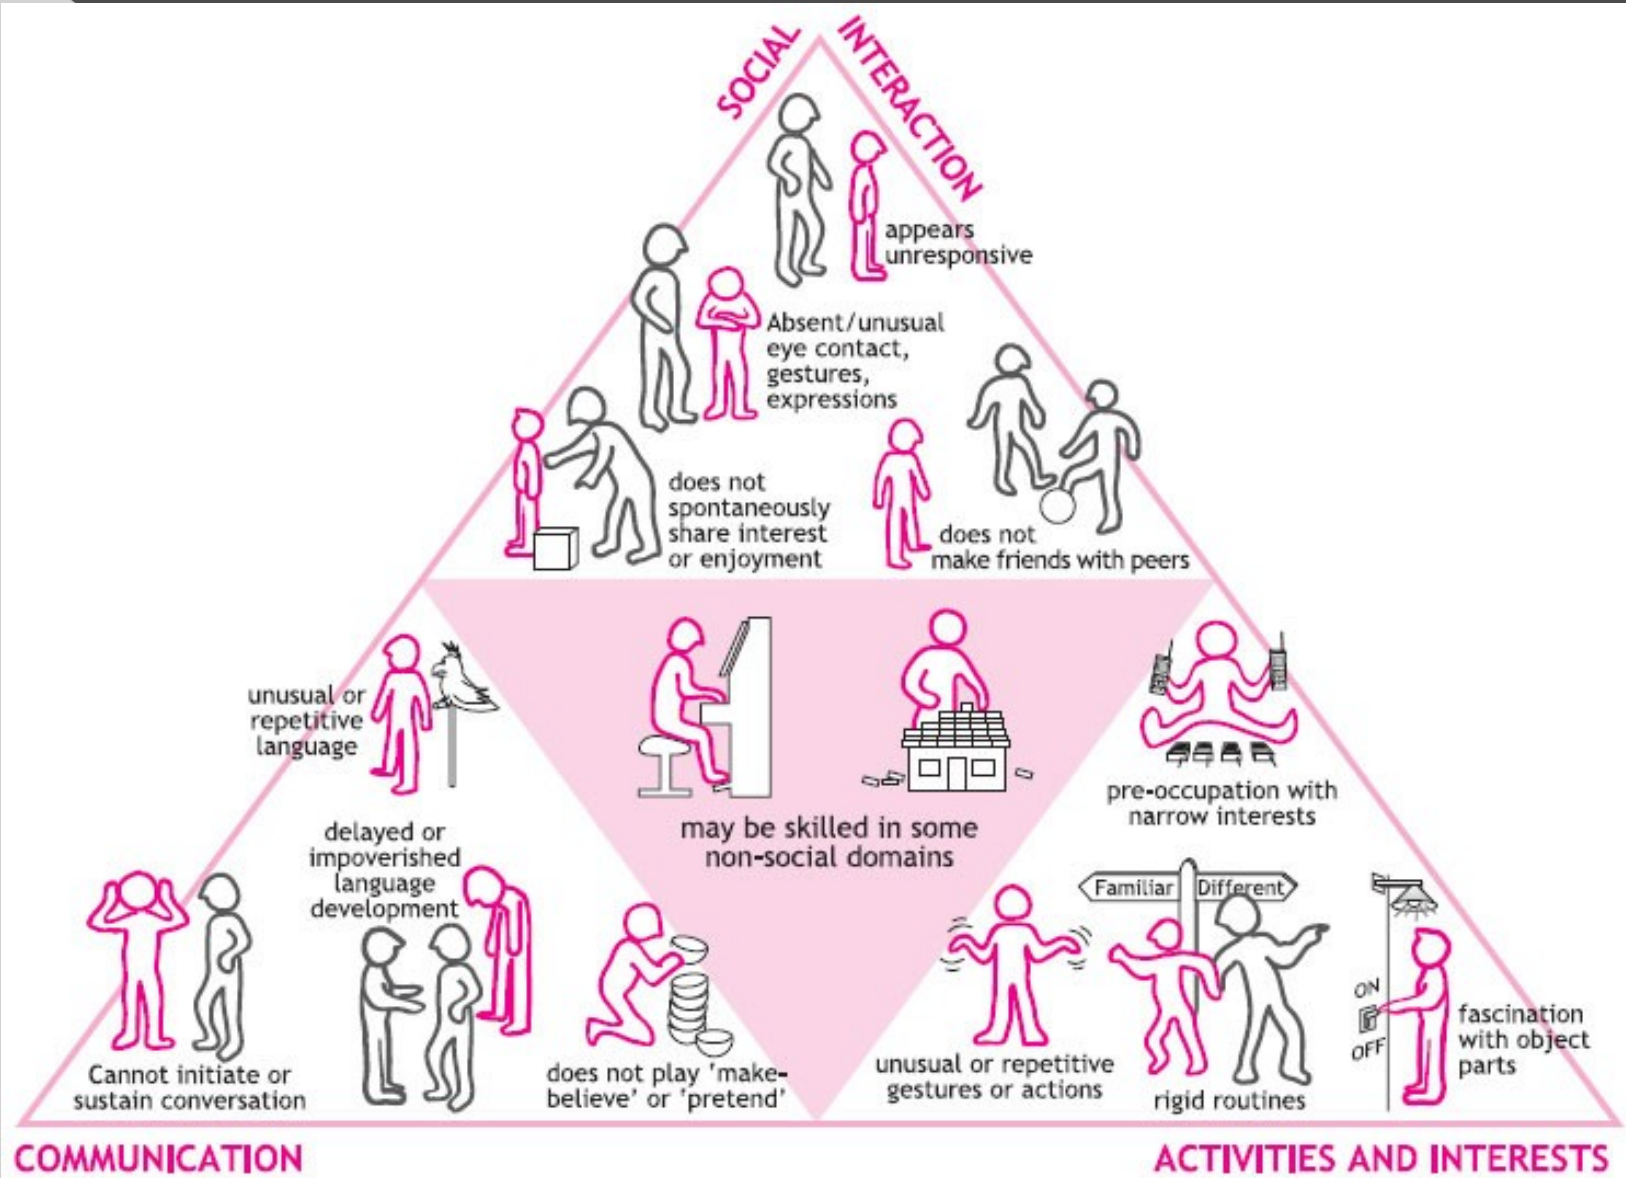 SOCIAL
INTERACTION
appears
unresponsive
Absent/unusual
eye contact,
gestures,
expressions
does not
spontaneously
share interest
or enjoyment
does not
make friends with peers
unusual or
repetitive
language
may be skilled in some
non-social domains
pre-occupation with
narrow interests
delayed or
impoverished
language
development
Cannot initiate or
sustain conversation
does not play 'make-
believe' or 'pretend'
unusual or repetitive
gestures or actions
Familiar
Different
rigid routines
ON
OFF
fascination
with object
parts
COMMUNICATION
ACTIVITIES AND INTERESTS